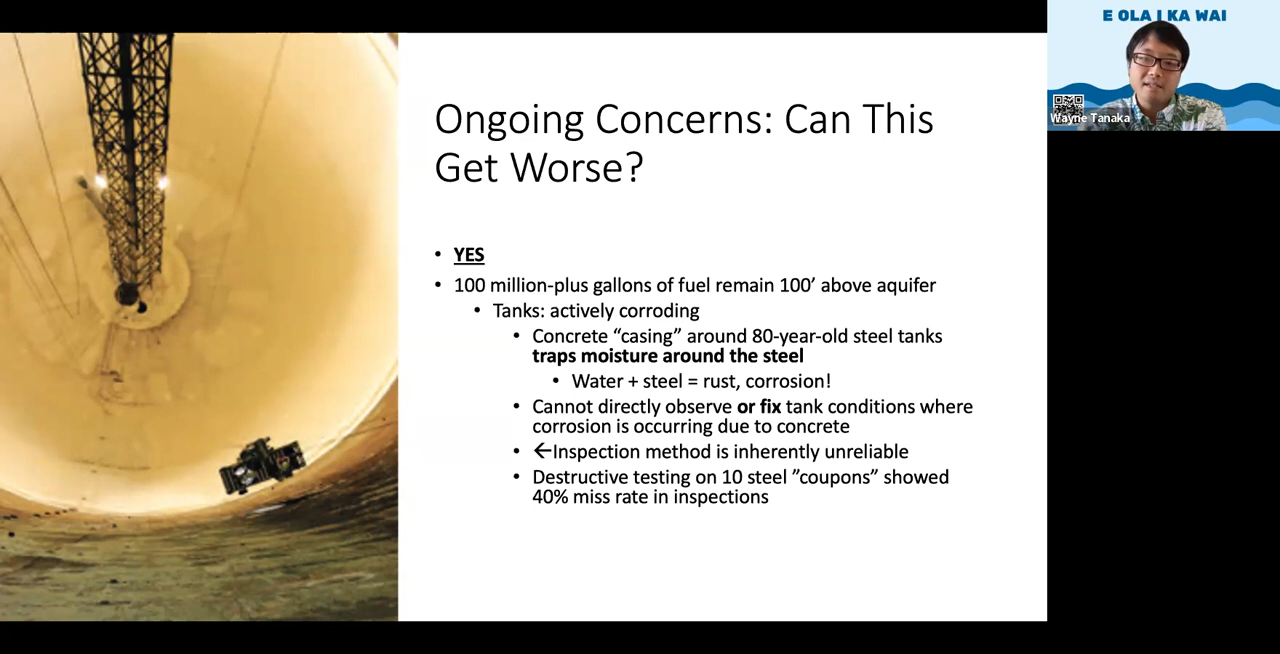 E OLA I KA WAI
Wayne Tanaka
Ongoing Concerns: Can This
Get Worse?
• YES
• 100 million-plus gallons of fuel remain 100’ above aquifer
• Tanks: actively corroding
• Concrete “casing” around 80-year-old steel tanks
traps moisture around the steel
• Water + steel = rust, corrosion!
• Cannot directly observe or fix tank conditions where
corrosion is occurring due to concrete
• ←Inspection method is inherently unreliable
• Destructive testing on 10 steel ”coupons” showed
40% miss rate in inspections